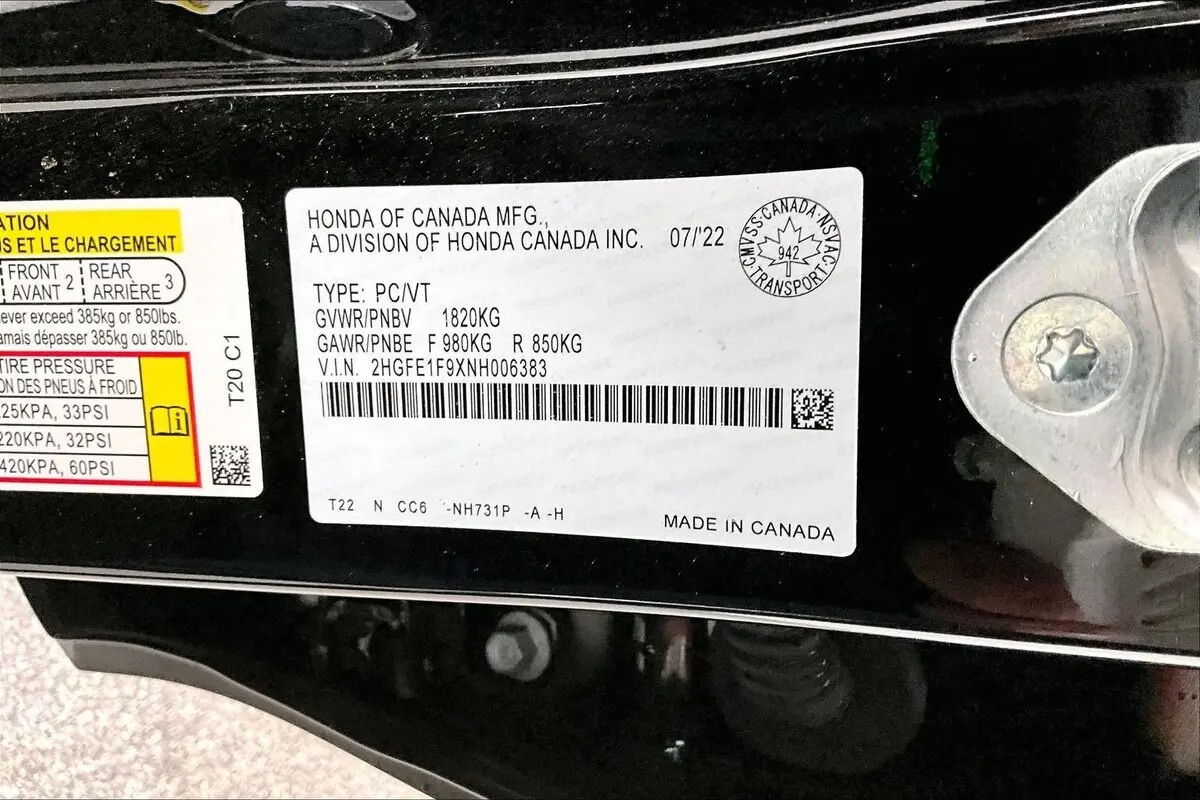 ATION
S ET LE CHARGEMENT
FRONT AVANT 2 REAR ARRIÈRE 3
ever exceed 385kg or 850lbs.
amais dépasser 385kg ou 850lb.
TIRE PRESSURE
ON DES PNEUS À FROID
25KPA, 33PSI
220KPA, 32PSI
420KPA, 60PSI
T20 C1
HONDA OF CANADA MFG.,
A DIVISION OF HONDA CANADA INC. 07/'22
CANADA · NSVAC · TRANSPORT · CMVSS
942
TYPE: PC/VT
GVWR/PNBV 1820KG
GAWR/PNBE F 980KG R 850KG
V.I.N. 2HGFE1F9XNH006383
T22 N CC6 -NH731P -A -H
MADE IN CANADA